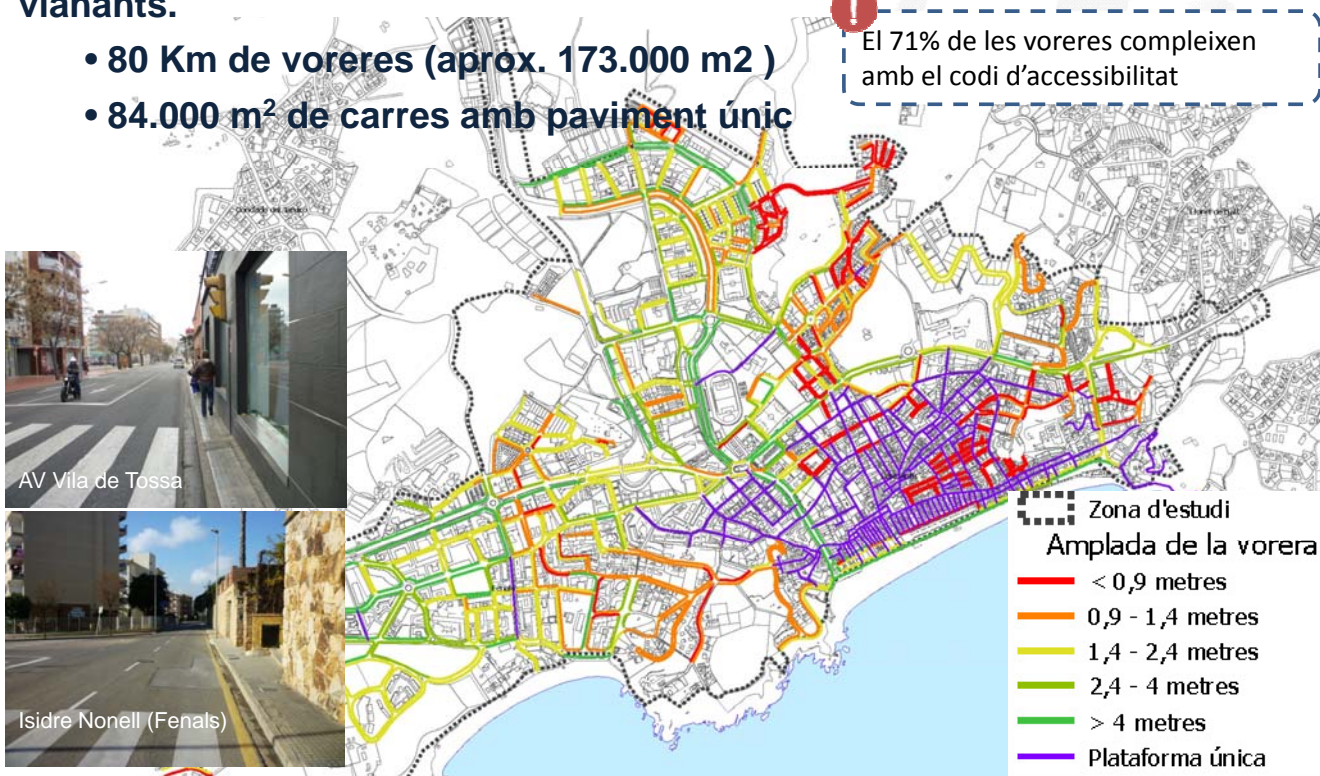 vianants.
• 80 Km de voreres (aprox. 173.000 m2 )
• 84.000 m² de carres amb paviment únic
!
El 71% de les voreres compleixen
amb el codi d'accessibilitat
AV Vila de Tossa
Isidre Nonell (Fenals)
Zona d'estudi
Amplada de la vorera
< 0,9 metres
0,9 - 1,4 metres
1,4 - 2,4 metres
2,4 - 4 metres
> 4 metres
Plataforma única